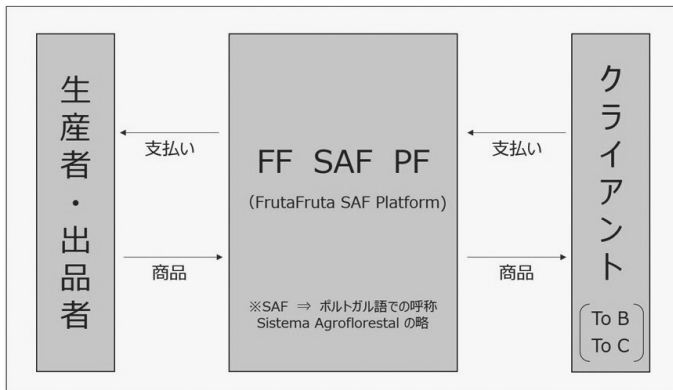 生産者・出品者
支払い
商品
FF SAF PF
(FrutaFruta SAF Platform)
※SAF ⇒ ポルトガル語での呼称
Sistema Agroflorestal の略
支払い
商品
クライアント
To B
To C